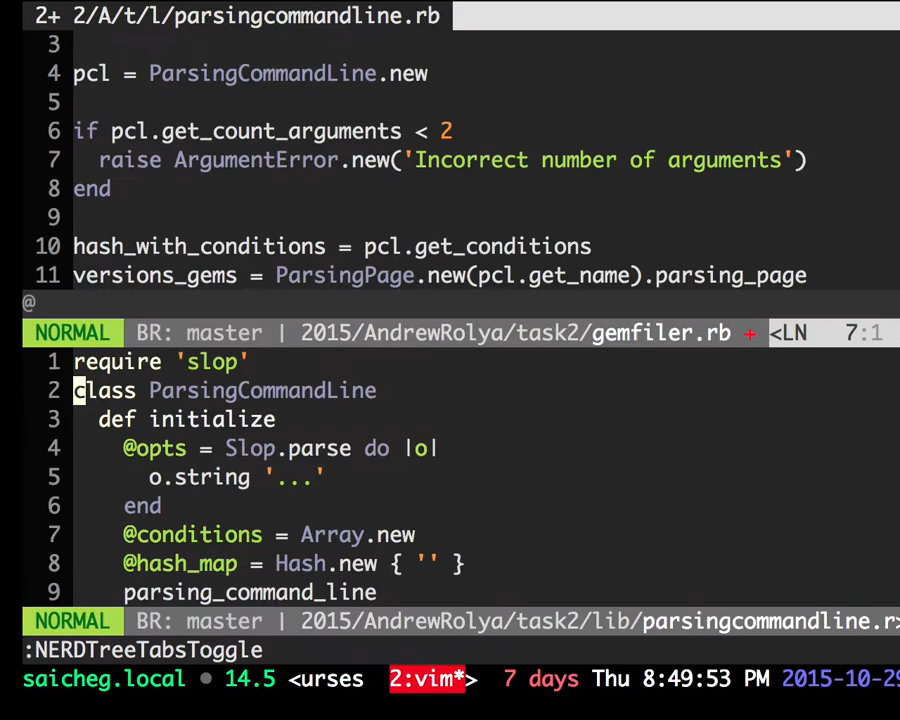 2+ 2/A/t/l/parsingcommandline.rb
3
4 pcl = ParsingCommandLine.new
5
6 if pcl.get_count_arguments < 2
7   raise ArgumentError.new('Incorrect number of arguments')
8 end
9
10 hash_with_conditions = pcl.get_conditions
11 versions_gems = ParsingPage.new(pcl.get_name).parsing_page
@
NORMAL BR: master | 2015/AndrewRolya/task2/gemfiler.rb + <LN 7:1
1 require 'slop'
2 class ParsingCommandLine
3   def initialize
4     @opts = Slop.parse do |o|
5       o.string '...'
6     end
7     @conditions = Array.new
8     @hash_map = Hash.new { '' }
9     parsing_command_line
NORMAL BR: master | 2015/AndrewRolya/task2/lib/parsingcommandline.r>
:NERDTreeTabsToggle
saicheg.local ● 14.5 <urses 2:vim*> 7 days Thu 8:49:53 PM 2015-10-29